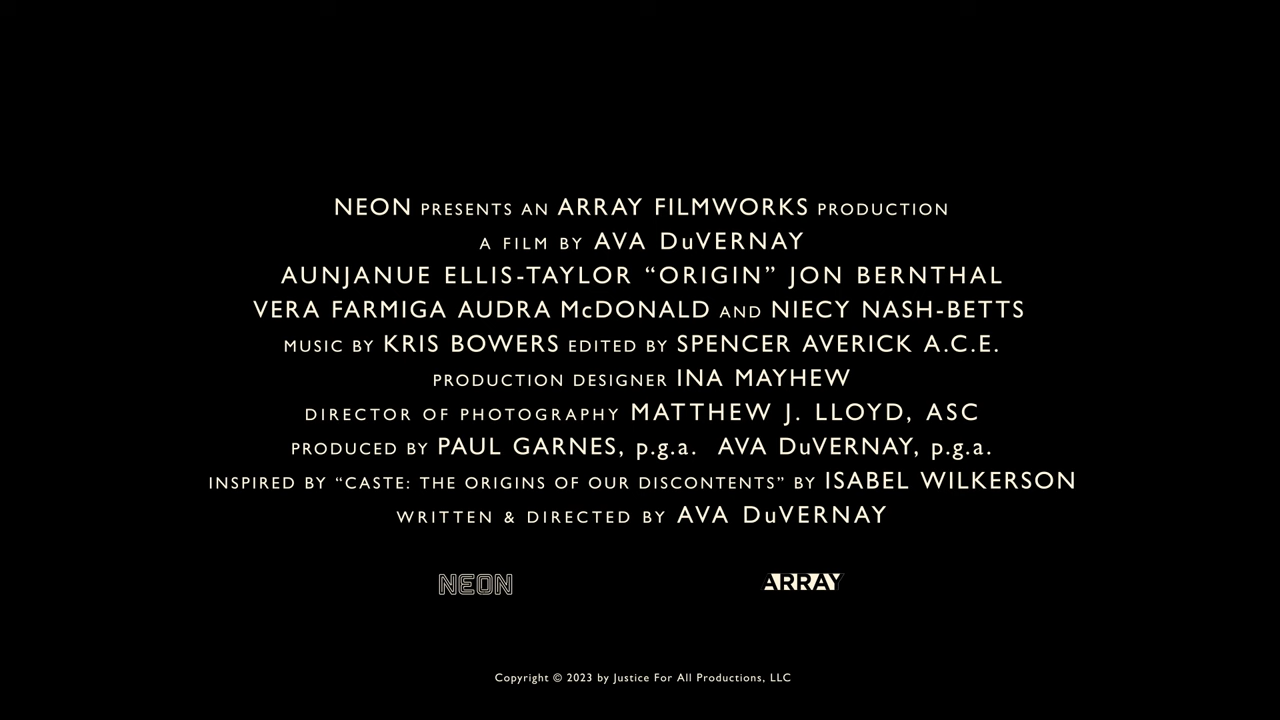 NEON PRESENTS AN ARRAY FILMWORKS PRODUCTION
A FILM BY AVA DuVERNAY
AUNJANUE ELLIS-TAYLOR “ORIGIN” JON BERNTHAL
VERA FARMIGA AUDRA McDONALD AND NIECY NASH-BETTS
MUSIC BY KRIS BOWERS EDITED BY SPENCER AVERICK A.C.E.
PRODUCTION DESIGNER INA MAYHEW
DIRECTOR OF PHOTOGRAPHY MATTHEW J. LLOYD, ASC
PRODUCED BY PAUL GARNES, p.g.a. AVA DuVERNAY, p.g.a.
INSPIRED BY “CASTE: THE ORIGINS OF OUR DISCONTENTS” BY ISABEL WILKERSON
WRITTEN & DIRECTED BY AVA DuVERNAY
NEON ARRAY
Copyright © 2023 by Justice For All Productions, LLC